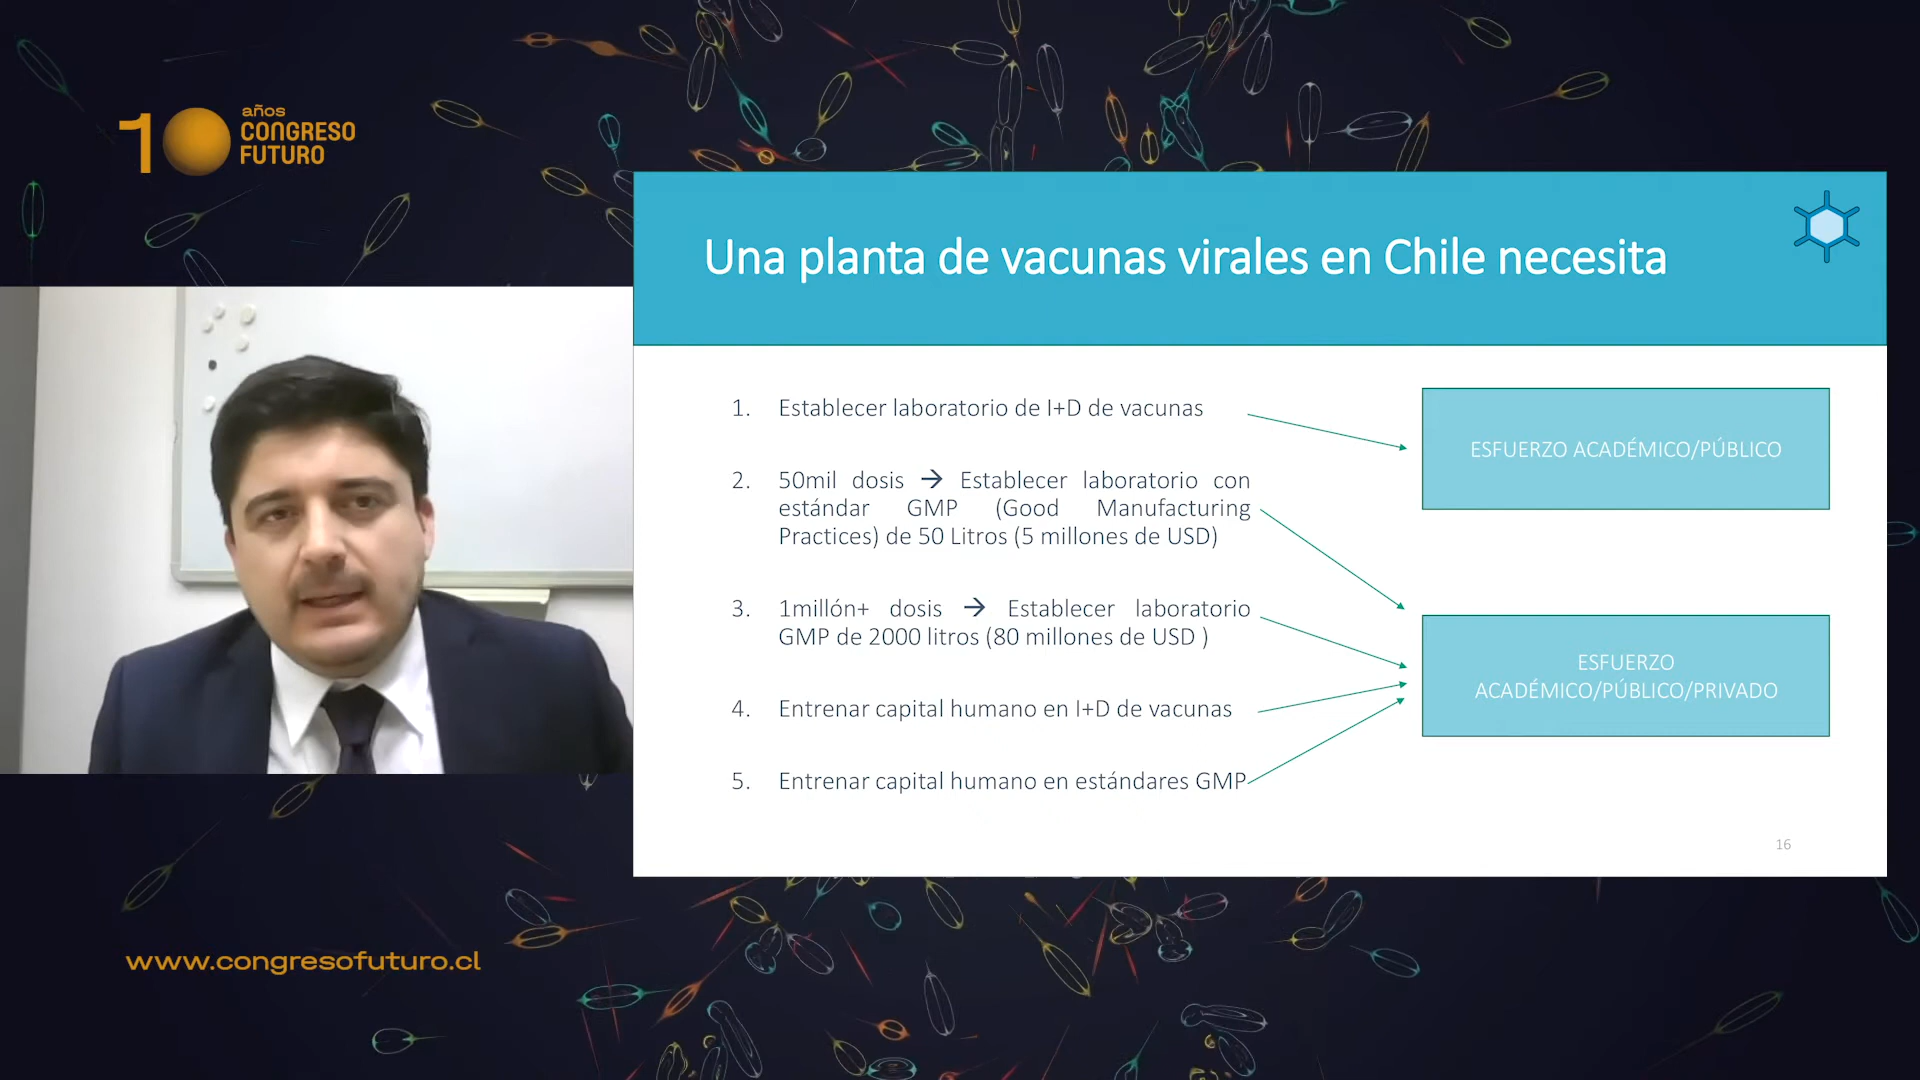 10 años
CONGRESO
FUTURO
Una planta de vacunas virales en Chile necesita
1. Establecer laboratorio de I+D de vacunas
2. 50mil dosis → Establecer laboratorio con
estándar GMP (Good Manufacturing
Practices) de 50 Litros (5 millones de USD)
3. 1millón+ dosis → Establecer laboratorio
GMP de 2000 litros (80 millones de USD )
4. Entrenar capital humano en I+D de vacunas
5. Entrenar capital humano en estándares GMP
ESFUERZO ACADÉMICO/PÚBLICO
ESFUERZO
ACADÉMICO/PÚBLICO/PRIVADO
16
www.congresofuturo.cl